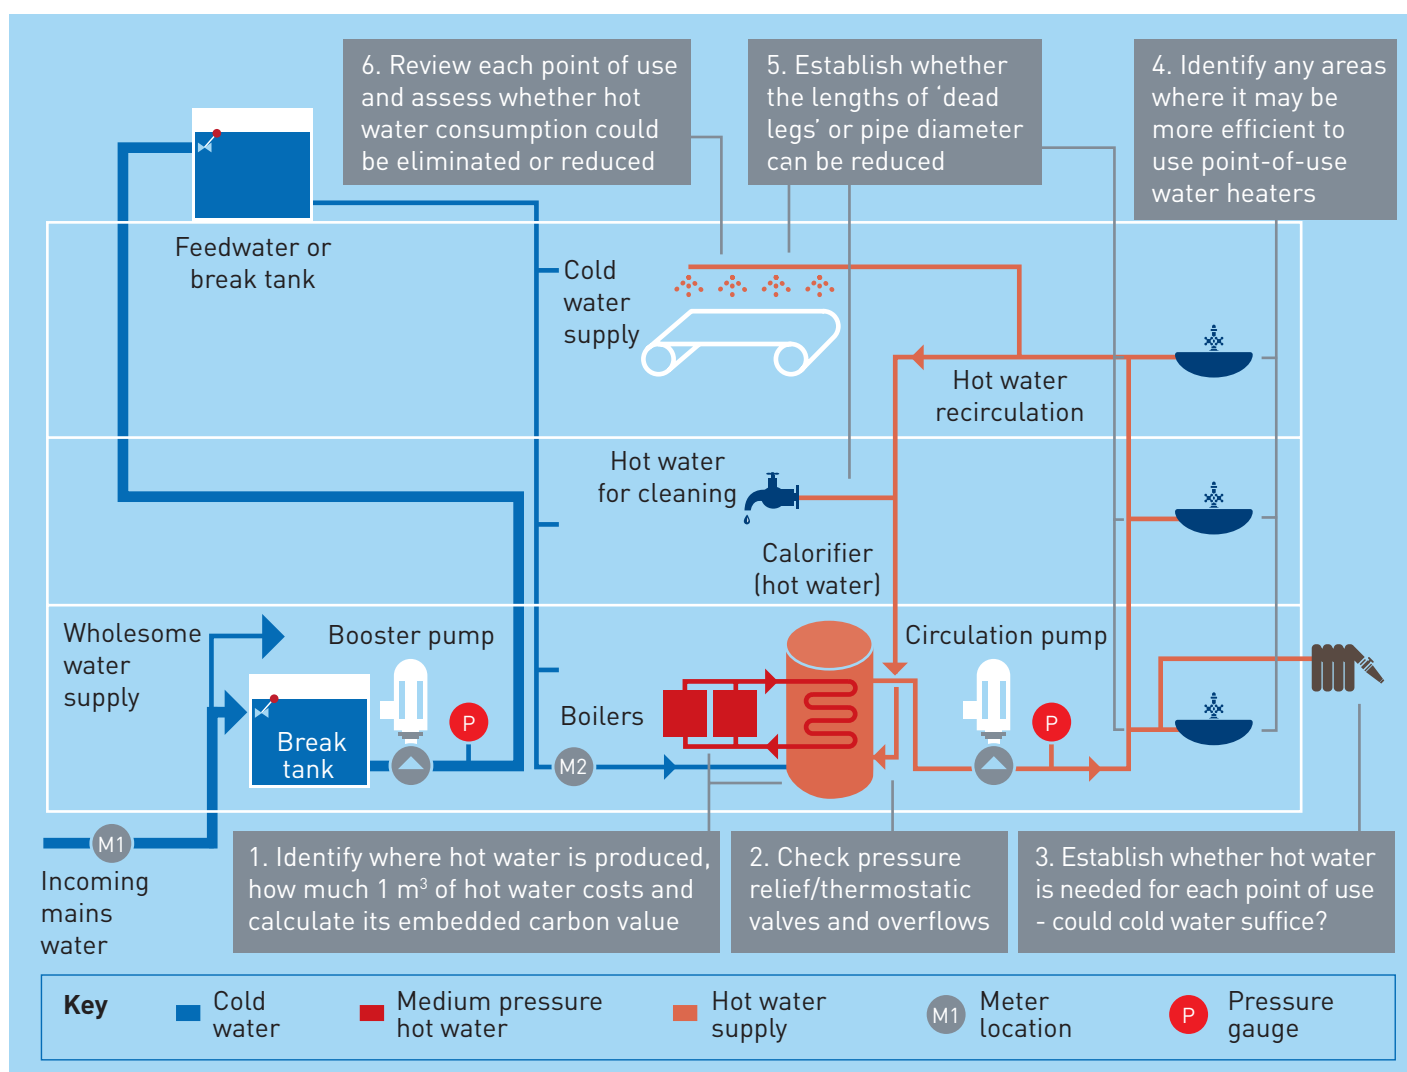 6. Review each point of use
and assess whether hot
water consumption could
be eliminated or reduced
5. Establish whether
the lengths of ‘dead
legs’ or pipe diameter
can be reduced
4. Identify any areas
where it may be
more efficient to
use point-of-use
water heaters
Feedwater or
break tank
Cold
water
supply
Hot water
recirculation
Hot water
for cleaning
Calorifier
(hot water)
Wholesome
water
supply
Booster pump
Circulation pump
Break
tank
P
Boilers
P
M2
M1
Incoming
mains
water
1. Identify where hot water is produced,
how much 1 m³ of hot water costs and
calculate its embedded carbon value
2. Check pressure
relief/thermostatic
valves and overflows
3. Establish whether hot water
is needed for each point of use
- could cold water suffice?
Key
Cold
water
Medium pressure
hot water
Hot water
supply
M1
Meter
location
P
Pressure
gauge